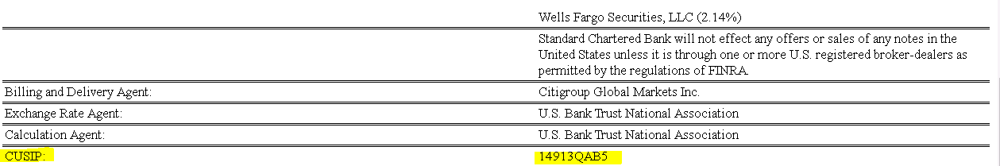 Wells Fargo Securities, LLC (2.14%)
Standard Chartered Bank will not effect any offers or sales of any notes in the
United States unless it is through one or more U.S. registered broker-dealers as
permitted by the regulations of FINRA.
Billing and Delivery Agent: Citigroup Global Markets Inc.
Exchange Rate Agent: U.S. Bank Trust National Association
Calculation Agent: U.S. Bank Trust National Association
CUSIP: 14913QAB5